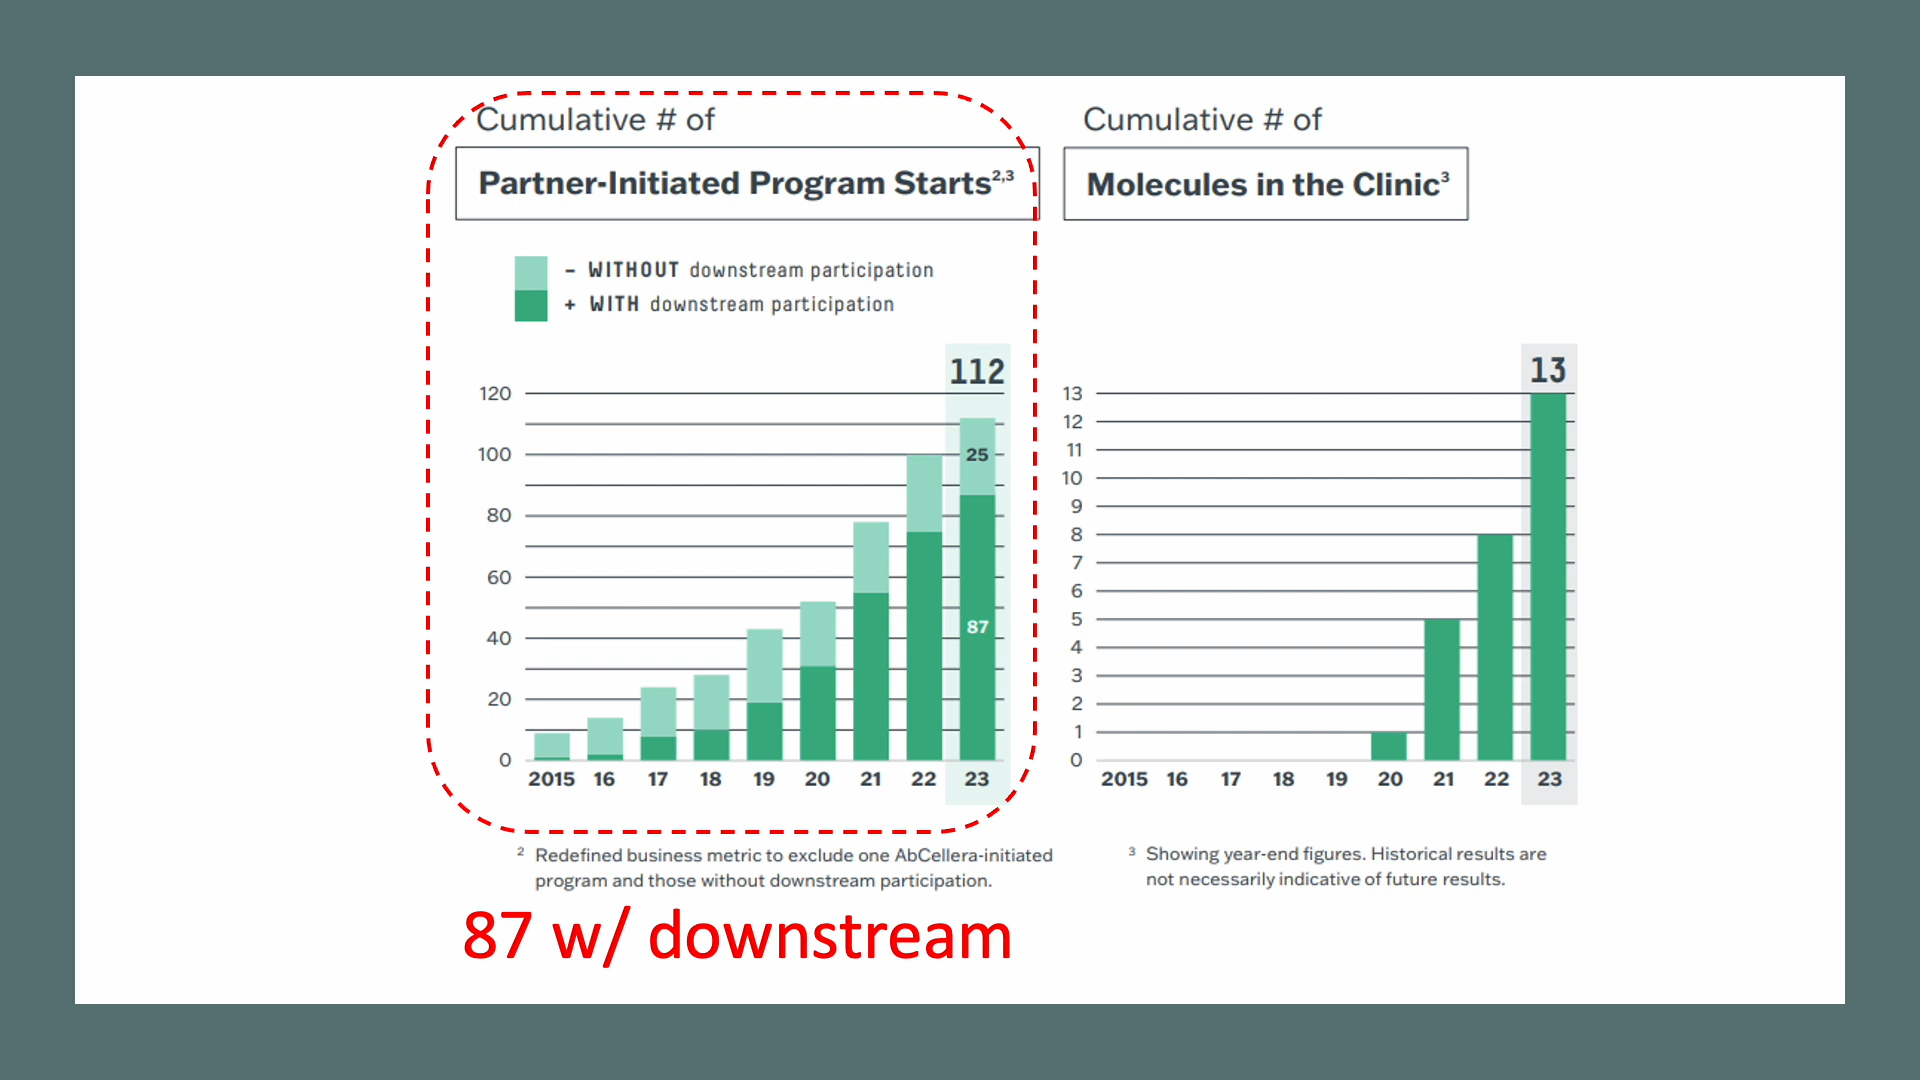 Cumulative # of
Partner-Initiated Program Starts²,³
– WITHOUT downstream participation
+ WITH downstream participation
112
120
100
80
60
40
20
0
25
87
2015 16 17 18 19 20 21 22 23
² Redefined business metric to exclude one AbCellera-initiated
program and those without downstream participation.
87 w/ downstream
Cumulative # of
Molecules in the Clinic³
13
13
12
11
10
9
8
7
6
5
4
3
2
1
0
2015 16 17 18 19 20 21 22 23
³ Showing year-end figures. Historical results are
not necessarily indicative of future results.